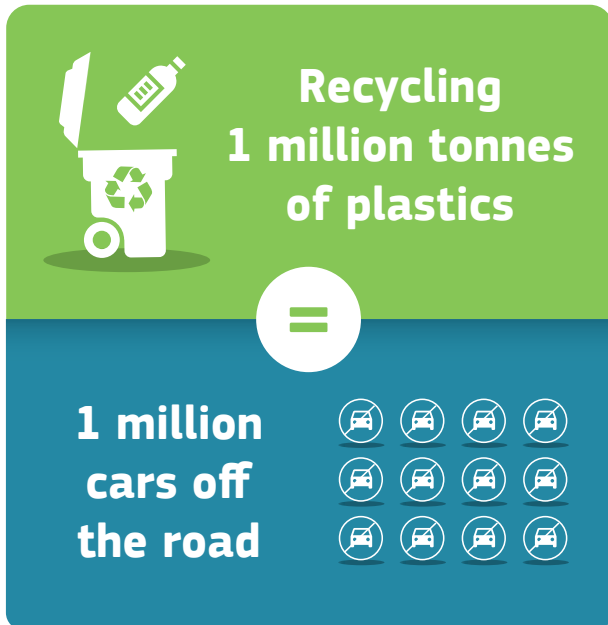 Recycling
1 million tonnes
of plastics
=
1 million
cars off
the road